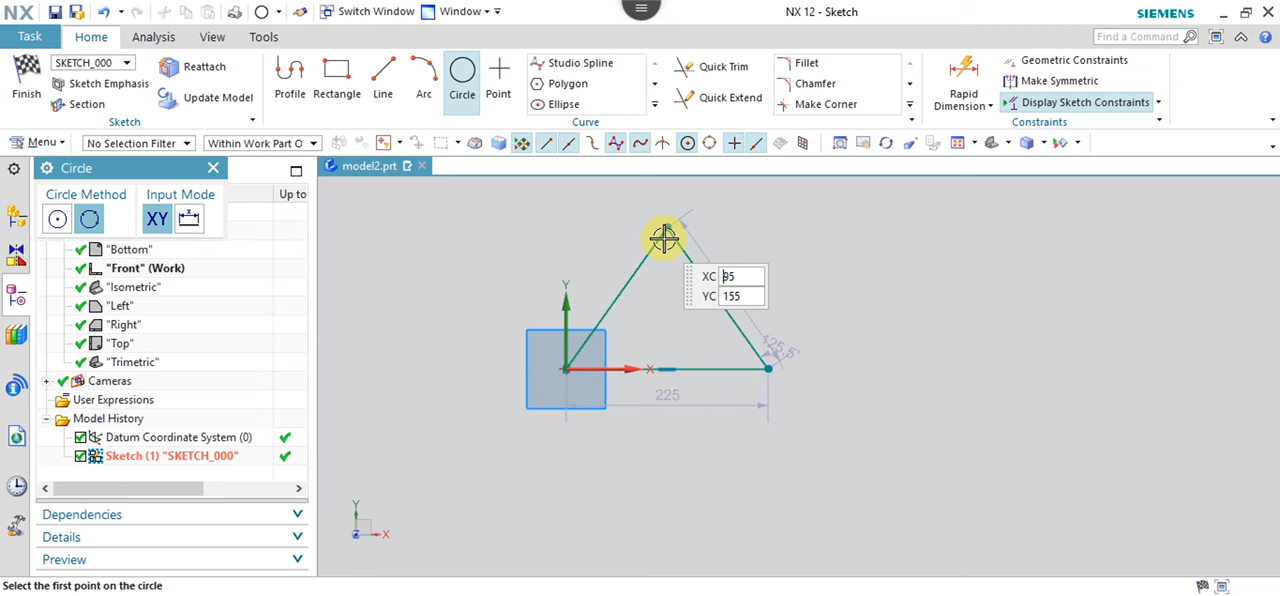 NX
Switch Window
Window
NX 12 - Sketch
SIEMENS
Task
Home
Analysis
View
Tools
Find a Command
SKETCH_000
Reattach
Sketch Emphasis
Finish
Section
Update Model
Sketch
Profile
Rectangle
Line
Arc
Circle
Point
Studio Spline
Polygon
Ellipse
Quick Trim
Quick Extend
Fillet
Chamfer
Make Corner
Curve
Rapid
Dimension
Geometric Constraints
Make Symmetric
Display Sketch Constraints
Constraints
Menu
No Selection Filter
Within Work Part O
Circle
model2.prt
Circle Method
Input Mode
Up to
XY
"Bottom"
"Front" (Work)
"Isometric"
"Left"
"Right"
"Top"
"Trimetric"
Cameras
User Expressions
Model History
Datum Coordinate System (0)
Sketch (1) "SKETCH_000"
Dependencies
Details
Preview
XC 95
YC 155
Y
X
125,5°
225
Y
Z
X
Select the first point on the circle